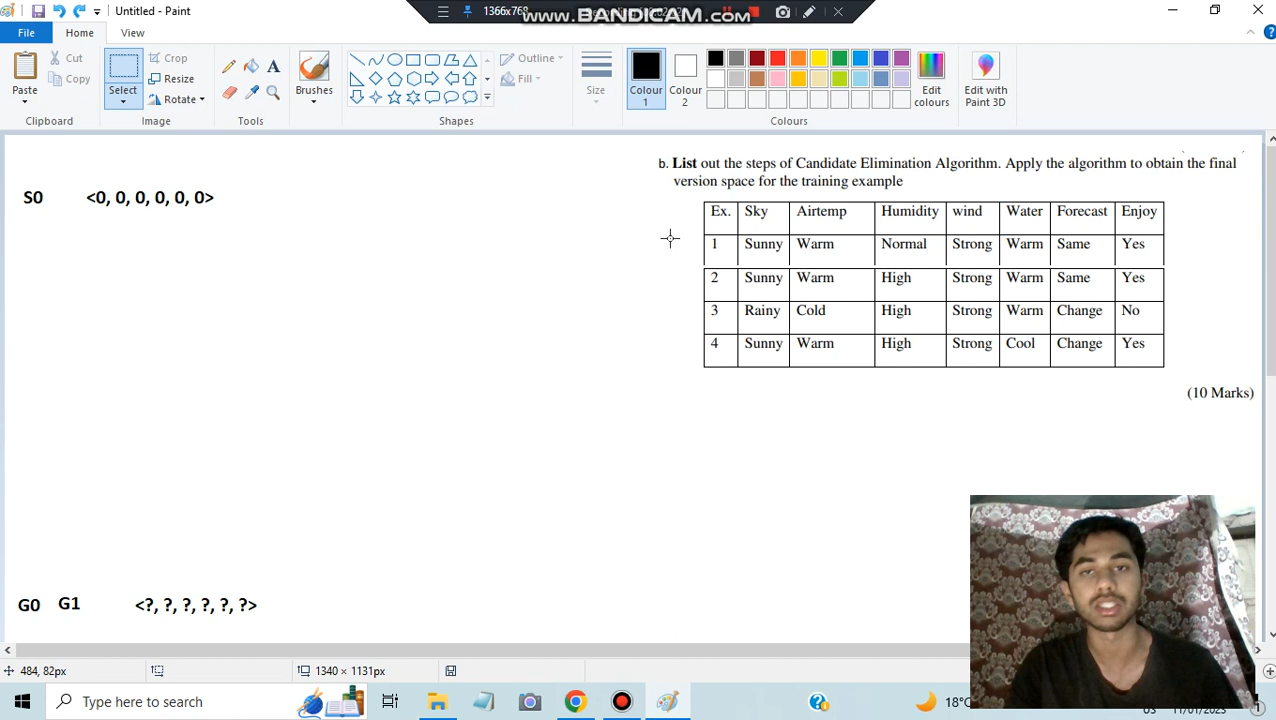 1366x768
www.BANDICAM.com
Untitled - Paint
File
Home
View
Paste
Cut
Copy
Clipboard
Select
Crop
Resize
Rotate
Image
Tools
Brushes
Outline
Fill
Shapes
Size
Colour 1
Colour 2
Edit colours
Edit with Paint 3D
Colours
b. List out the steps of Candidate Elimination Algorithm. Apply the algorithm to obtain the final
version space for the training example
S0 <0, 0, 0, 0, 0, 0>
Ex. Sky Airtemp Humidity wind Water Forecast Enjoy
1 Sunny Warm Normal Strong Warm Same Yes
2 Sunny Warm High Strong Warm Same Yes
3 Rainy Cold High Strong Warm Change No
4 Sunny Warm High Strong Cool Change Yes
(10 Marks)
G0 G1 <?, ?, ?, ?, ?, ?>
484, 82px
1340 × 1131px
Type here to search
18°C
11/01/2023